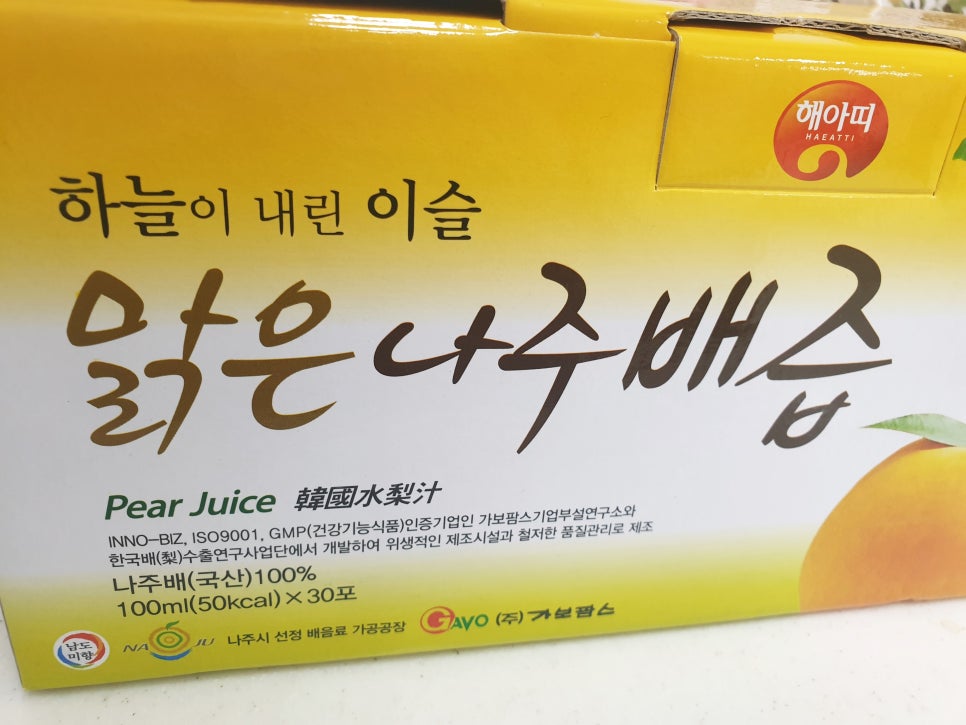 해아띠
HAEATTI
하늘이 내린 이슬
맑은 나주배즙
Pear Juice 韓國水梨汁
INNO-BIZ, ISO9001, GMP(건강기능식품)인증기업인 가보팜스기업부설연구소와
한국배(梨)수출연구사업단에서 개발하여 위생적인 제조시설과 철저한 품질관리로 제조
나주배(국산)100%
100ml(50kcal)×30포
남도
미향
NAJU 나주시 선정 배음료 가공공장 GAVO (주)가보팜스